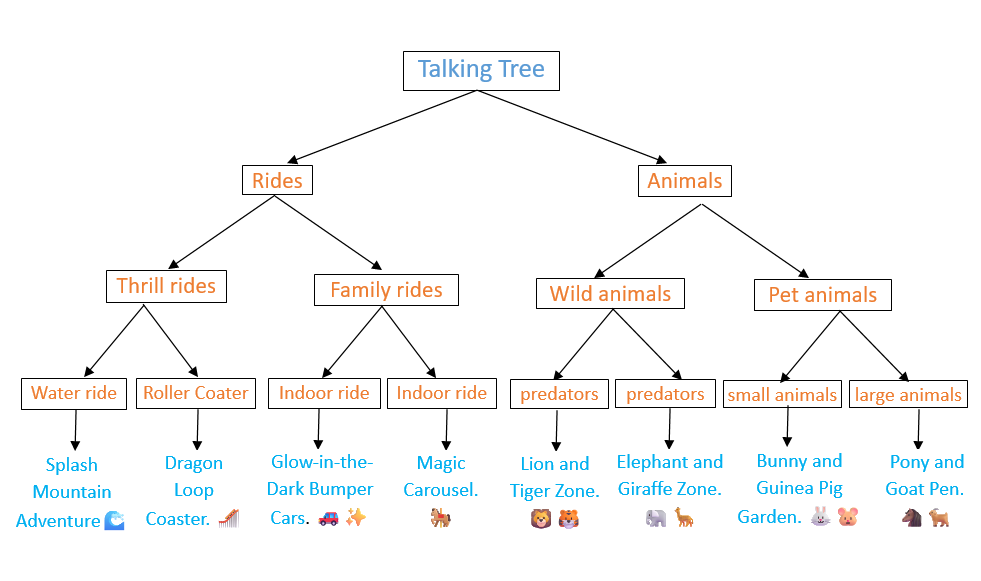 Talking Tree
Rides
Animals
Thrill rides
Family rides
Wild animals
Pet animals
Water ride
Roller Coater
Indoor ride
Indoor ride
predators
predators
small animals
large animals
Splash
Mountain
Adventure 🌊
Dragon
Loop
Coaster. 🎢
Glow-in-the-
Dark Bumper
Cars. 🚗 ✨
Magic
Carousel.
🎠
Lion and
Tiger Zone.
🦁 🐯
Elephant and
Giraffe Zone.
🐘 🦒
Bunny and
Guinea Pig
Garden. 🐰 🐹
Pony and
Goat Pen.
🐴 🐐